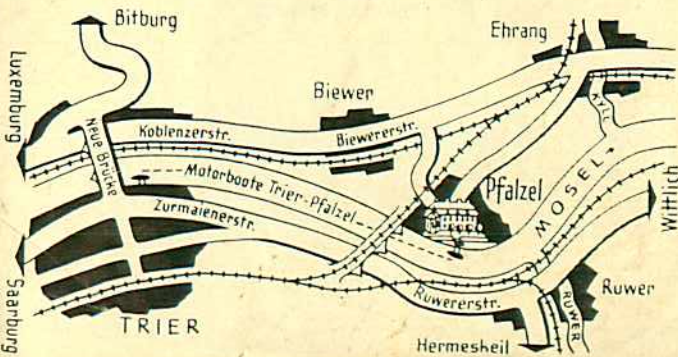 Bitburg
Ehrang
Luxemburg
Biewer
KYLL
Neue Brücke
Koblenzerstr.
Biewererstr.
Motorboote Trier-Pfalzel
Pfalzel
MOSEL
Wittlich
Zurmaienerstr.
Saarburg
TRIER
Ruwererstr.
RUWER
Ruwer
Hermeskeil